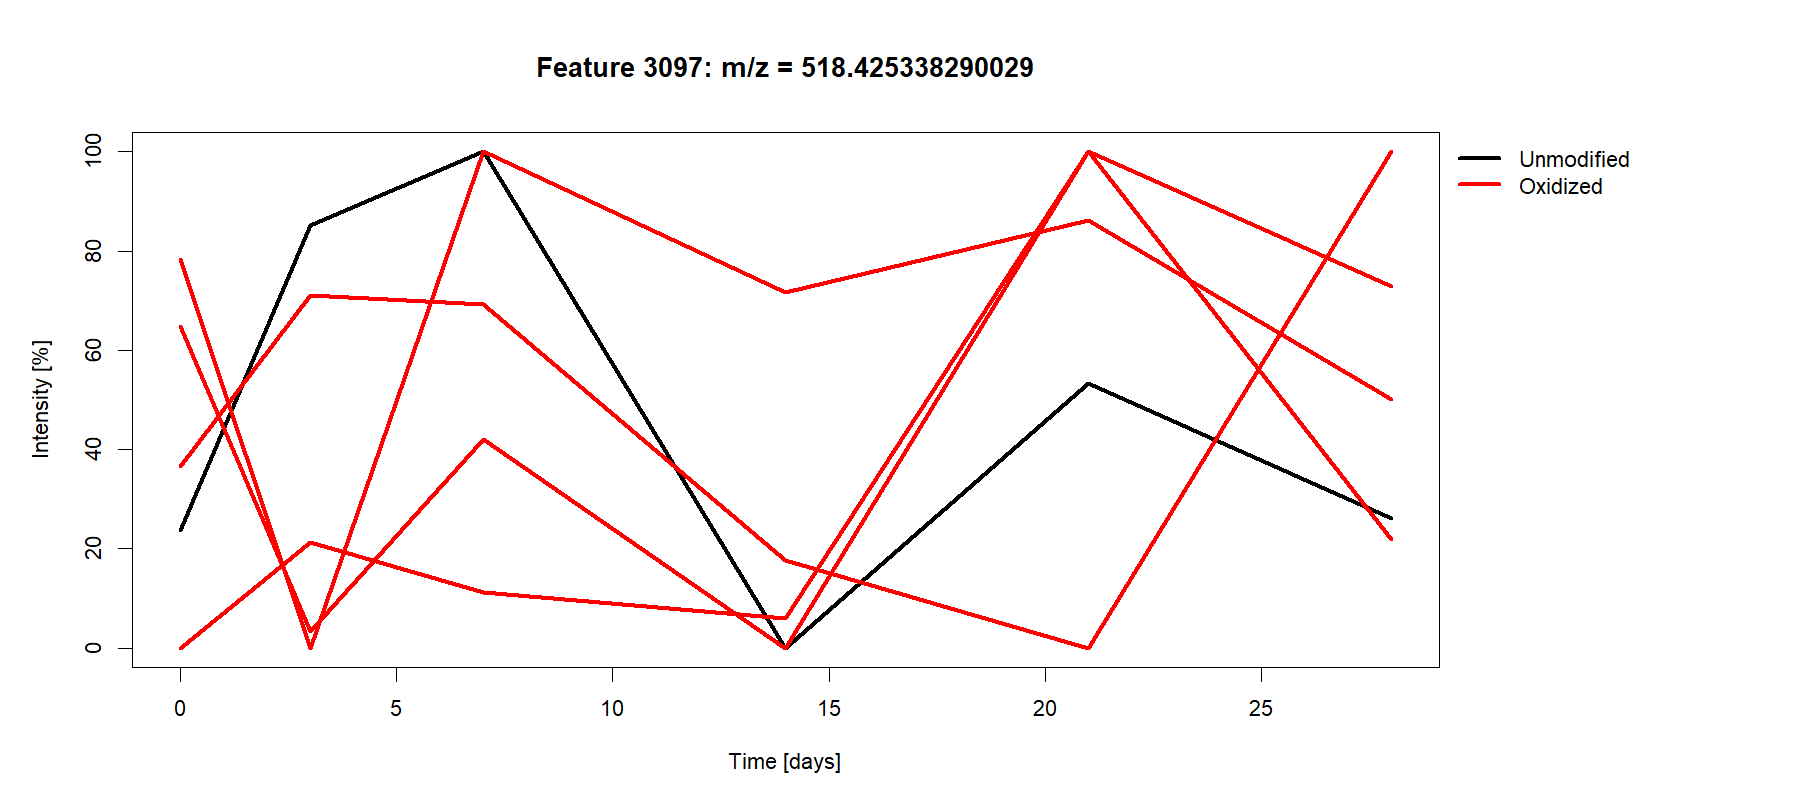 Feature 3097: m/z = 518.425338290029
Unmodified
Oxidized
Intensity [%]
100
80
60
40
20
0
0 5 10 15 20 25
Time [days]